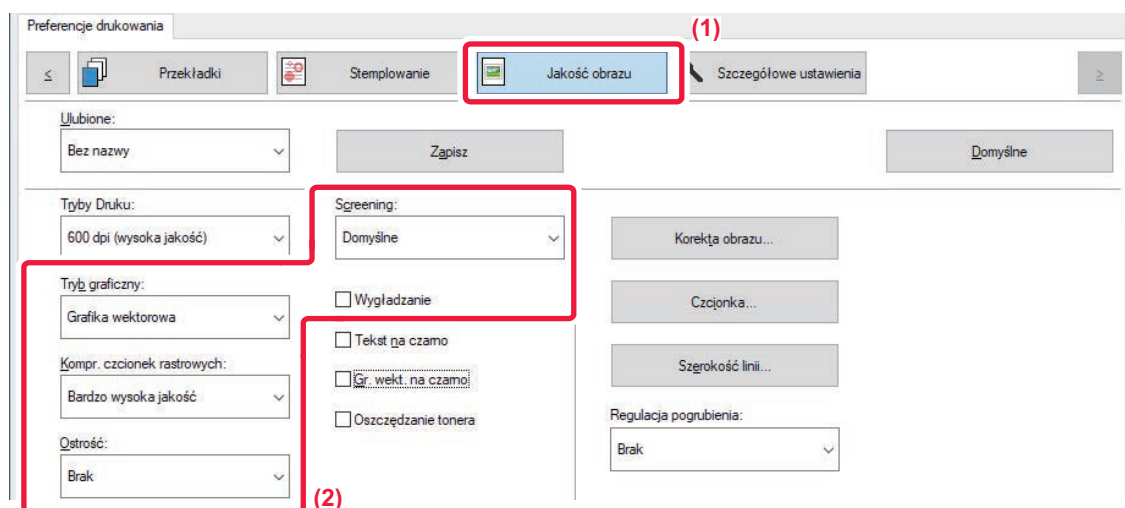 Preferencje drukowania
(1)
< Przekładki Stemplowanie Jakość obrazu Szczegółowe ustawienia >
Ulubione:
Bez nazwy Zapisz Domyślne
Tryby Druku: Screening:
600 dpi (wysoka jakość) Domyślne Korekta obrazu...
Tryb graficzny:
Grafika wektorowa Wygładzanie Czcionka...
Tekst na czarno
Kompr. czcionek rastrowych: Szerokość linii...
Bardzo wysoka jakość Gr. wekt. na czarno
Oszczędzanie tonera Regulacja pogrubienia:
Ostrość:
Brak Brak
(2)